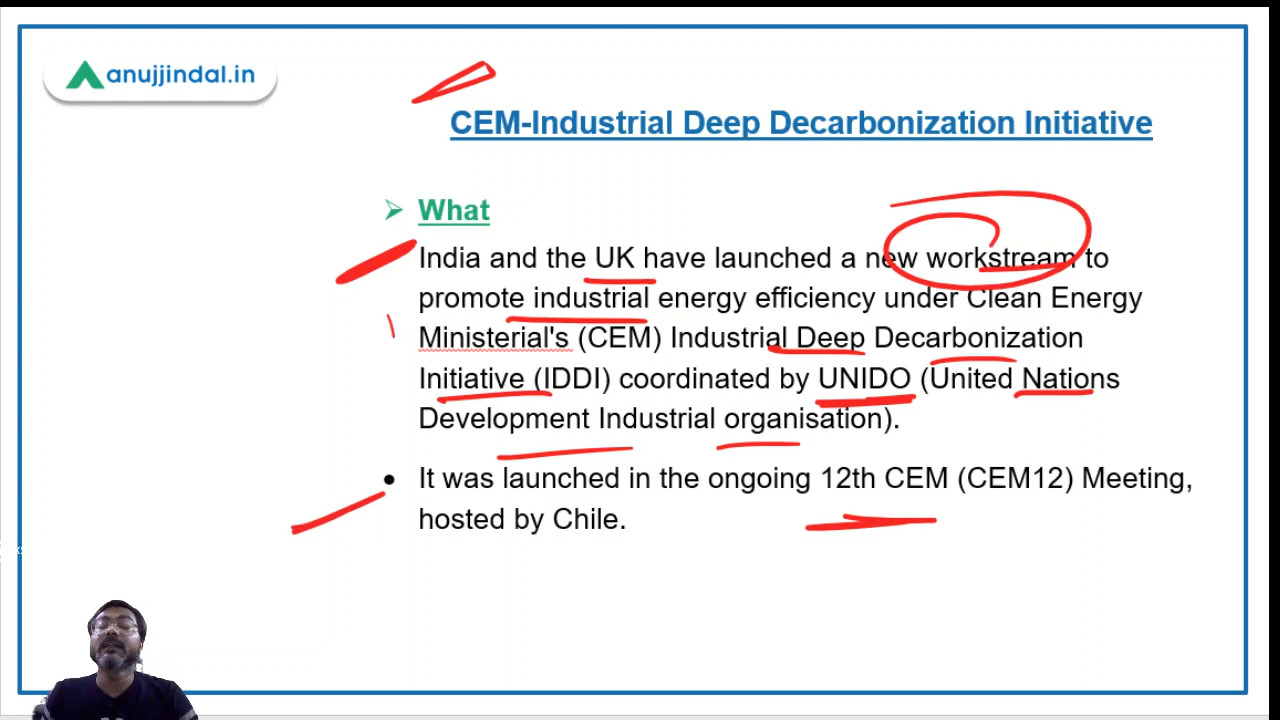 anujjindal.in
CEM-Industrial Deep Decarbonization Initiative
What
India and the UK have launched a new workstream to
promote industrial energy efficiency under Clean Energy
Ministerial's (CEM) Industrial Deep Decarbonization
Initiative (IDDI) coordinated by UNIDO (United Nations
Development Industrial organisation).
It was launched in the ongoing 12th CEM (CEM12) Meeting,
hosted by Chile.